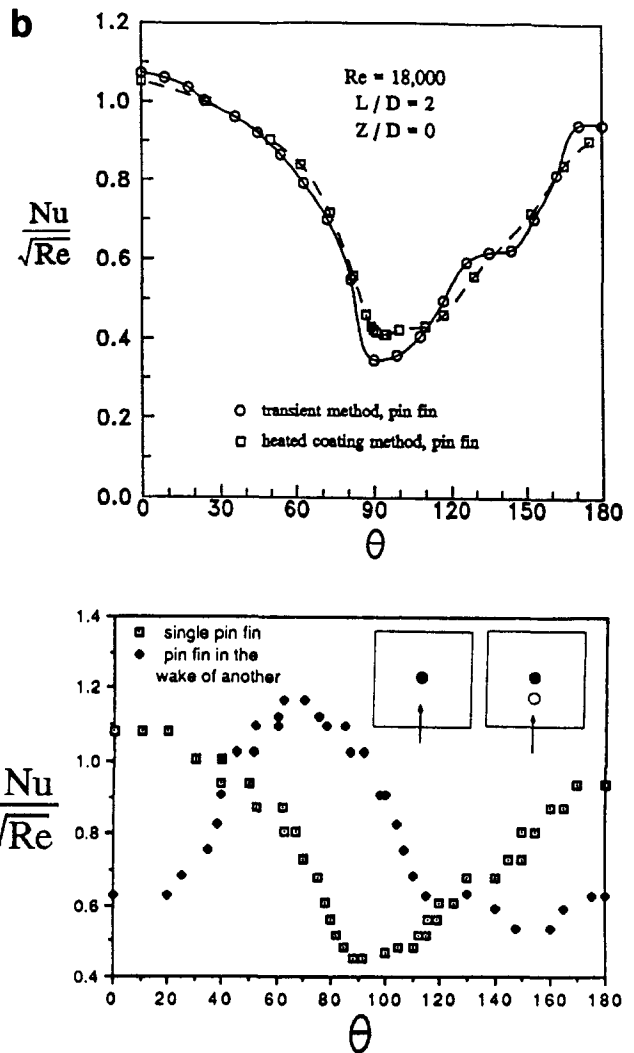 b
1.2
1.0
0.8
0.6
0.4
0.2
0.0
Nu
√Re
Re = 18,000
L / D = 2
Z / D = 0
transient method, pin fin
heated coating method, pin fin
0 30 60 90 120 150 180
Θ
1.4
1.2
1.0
0.8
0.6
0.4
Nu
√Re
single pin fin
pin fin in the
wake of another
0 20 40 60 80 100 120 140 160 180
Θ